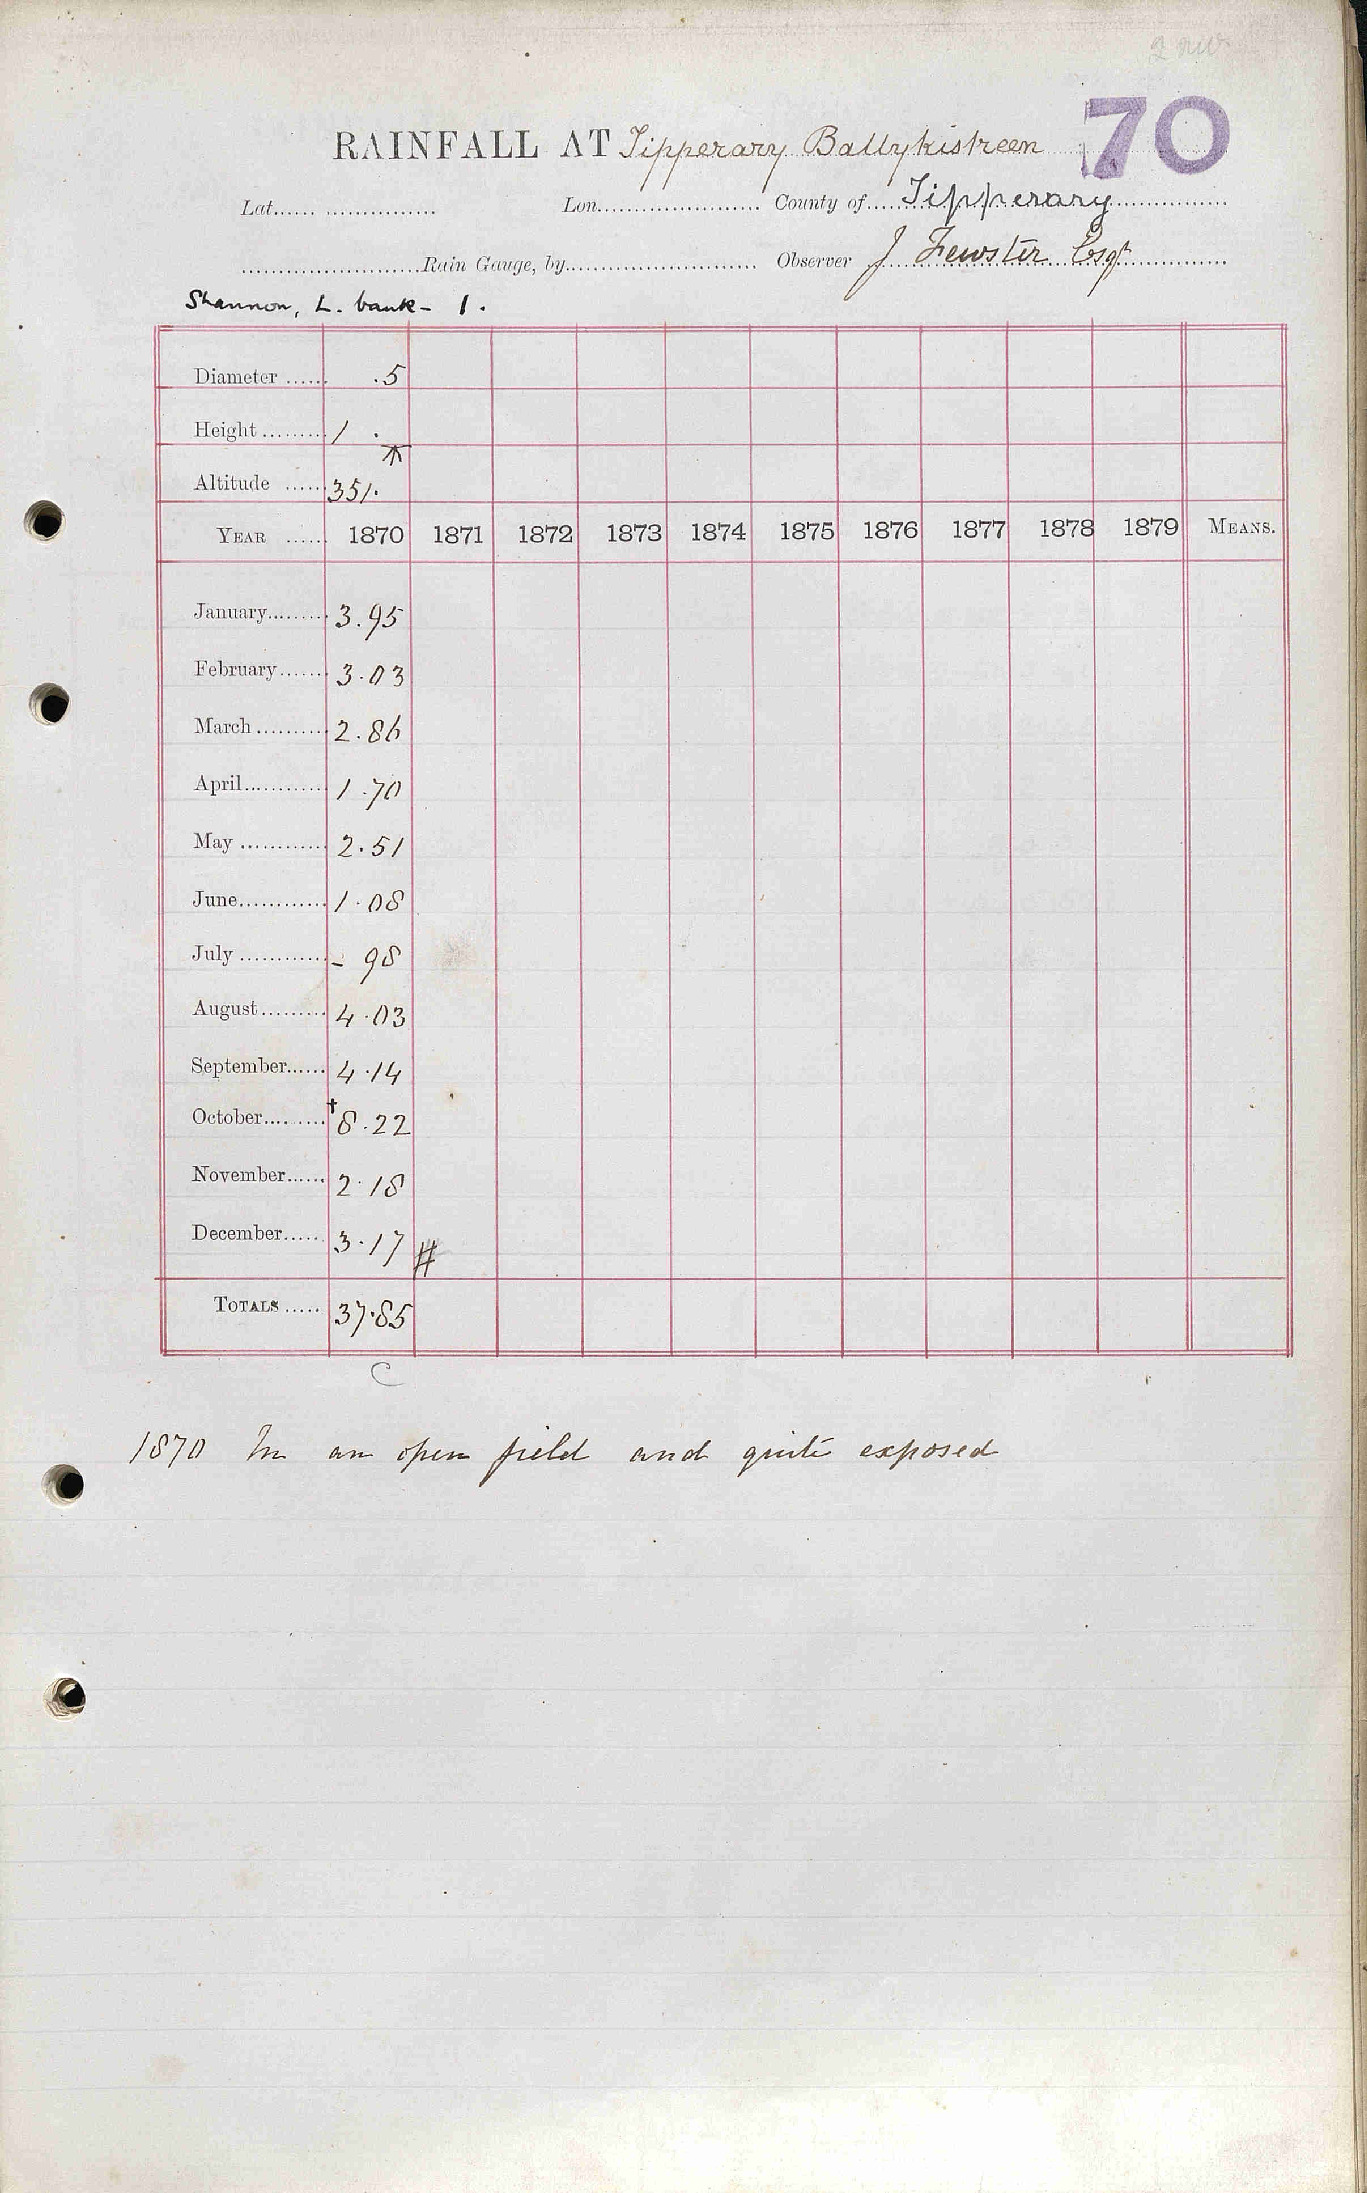 70
RAINFALL AT Tipperary Ballykistreen
Lat. Lon. County of Tipperary
Rain Gauge, by Observer J Fewster Esqr
Shannon, L. bank - 1.
Diameter .5
Height 1 .
Altitude 351.
YEAR 1870 1871 1872 1873 1874 1875 1876 1877 1878 1879 MEANS.
January 3.95
February 3.03
March 2.86
April 1.70
May 2.51
June 1.08
July - 98
August 4.03
September 4.14
October †8.22
November 2.18
December 3.17 #
TOTALS 37.85
C
1870 In an open field and quite exposed